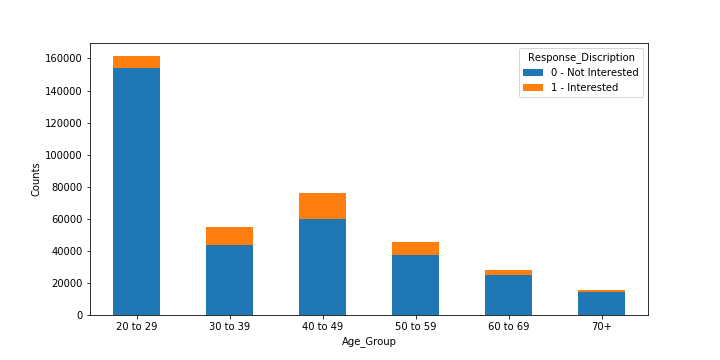 Response_Discription
0 - Not Interested
1 - Interested
160000
140000
120000
100000
80000
60000
40000
20000
0
Counts
20 to 29 30 to 39 40 to 49 50 to 59 60 to 69 70+
Age_Group